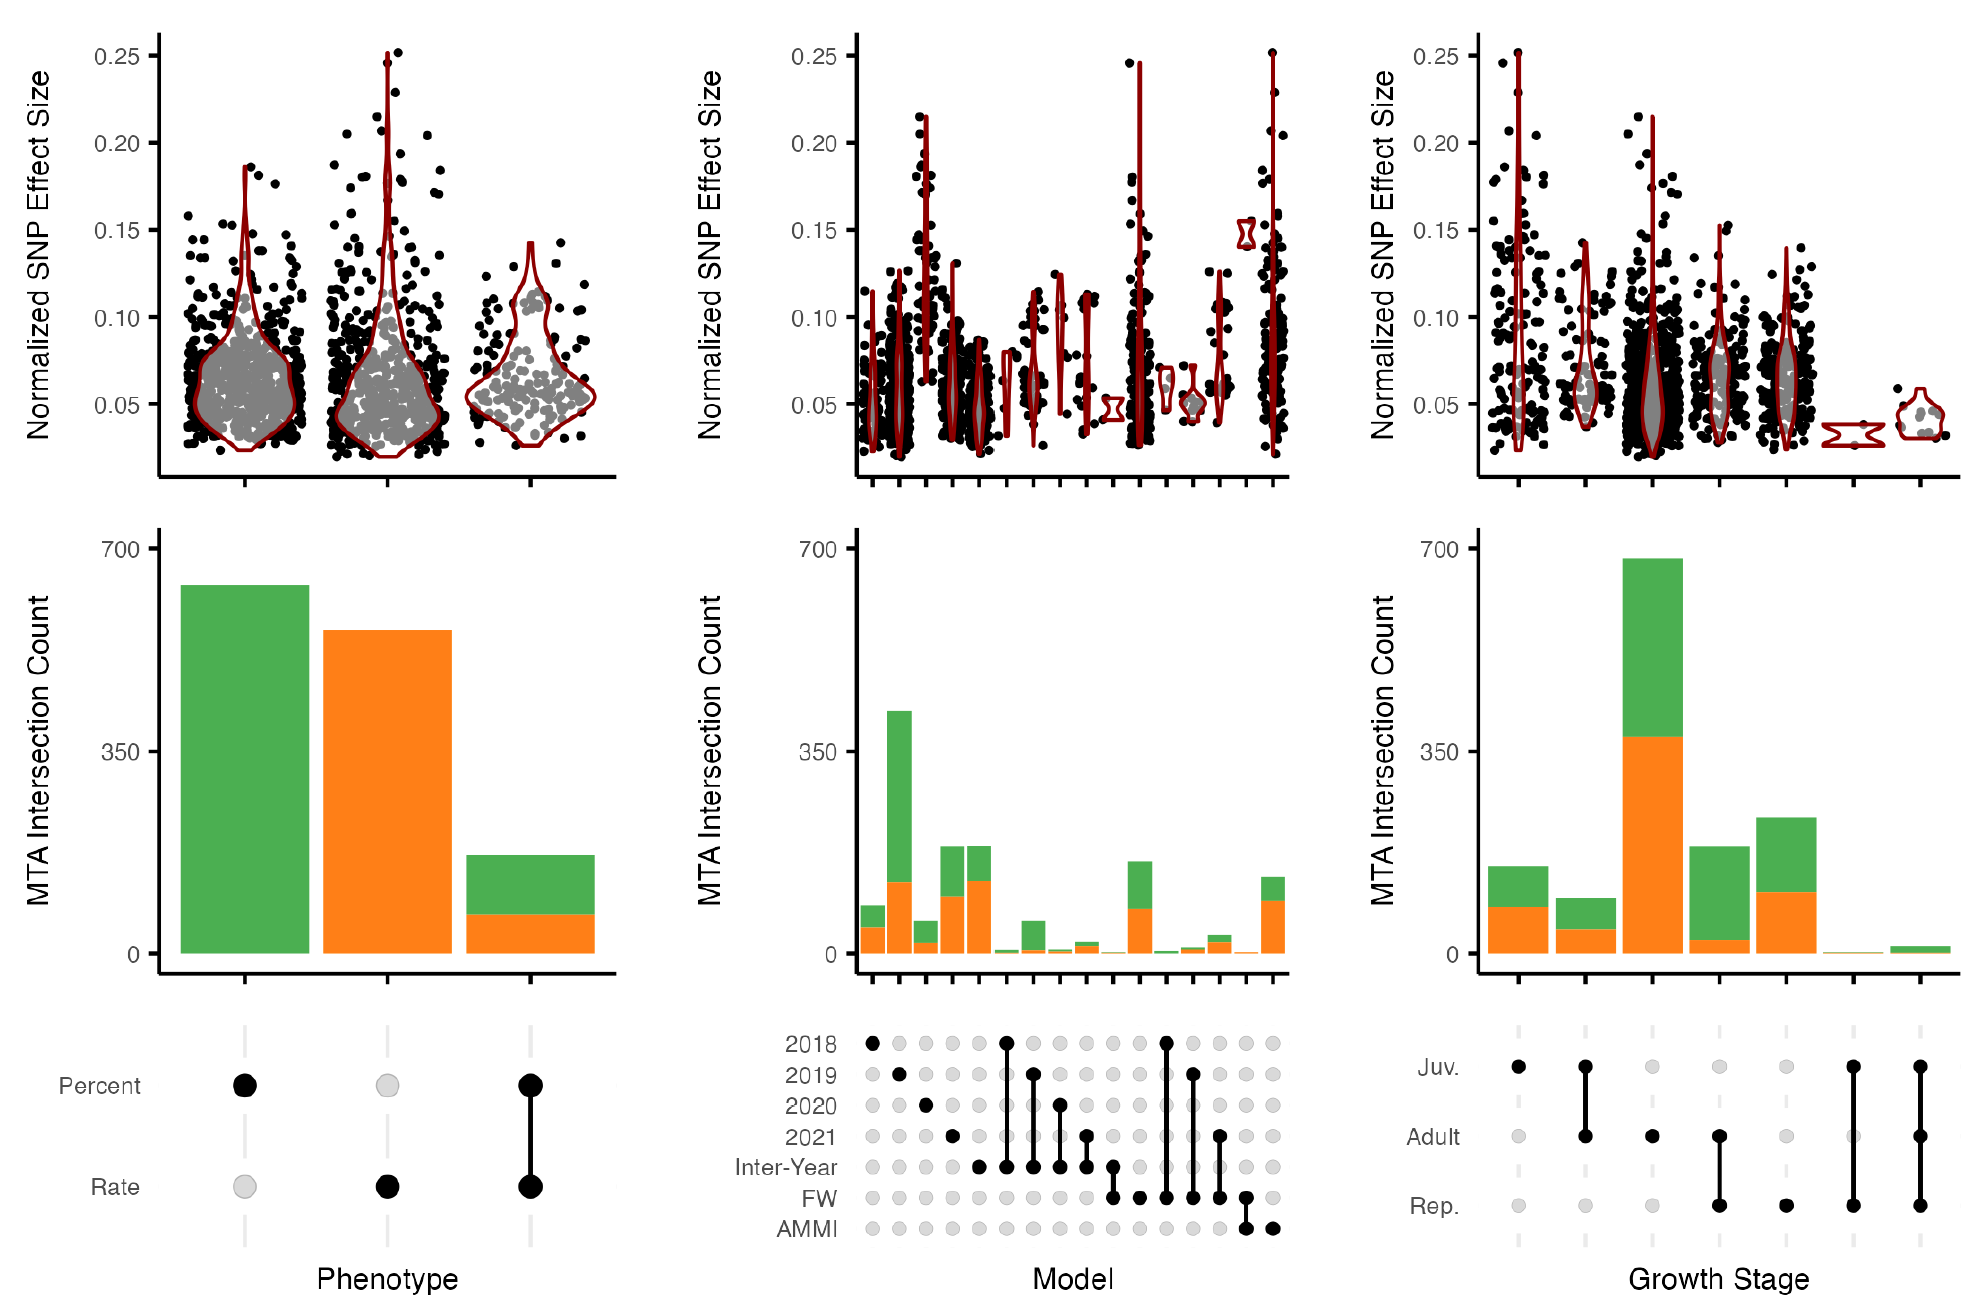 Normalized SNP Effect Size
0.25
0.20
0.15
0.10
0.05
Normalized SNP Effect Size
0.25
0.20
0.15
0.10
0.05
Normalized SNP Effect Size
0.25
0.20
0.15
0.10
0.05
MTA Intersection Count
700
350
0
MTA Intersection Count
700
350
0
MTA Intersection Count
700
350
0
Percent
Rate
Phenotype
2018
2019
2020
2021
Inter-Year
FW
AMMI
Model
Juv.
Adult
Rep.
Growth Stage